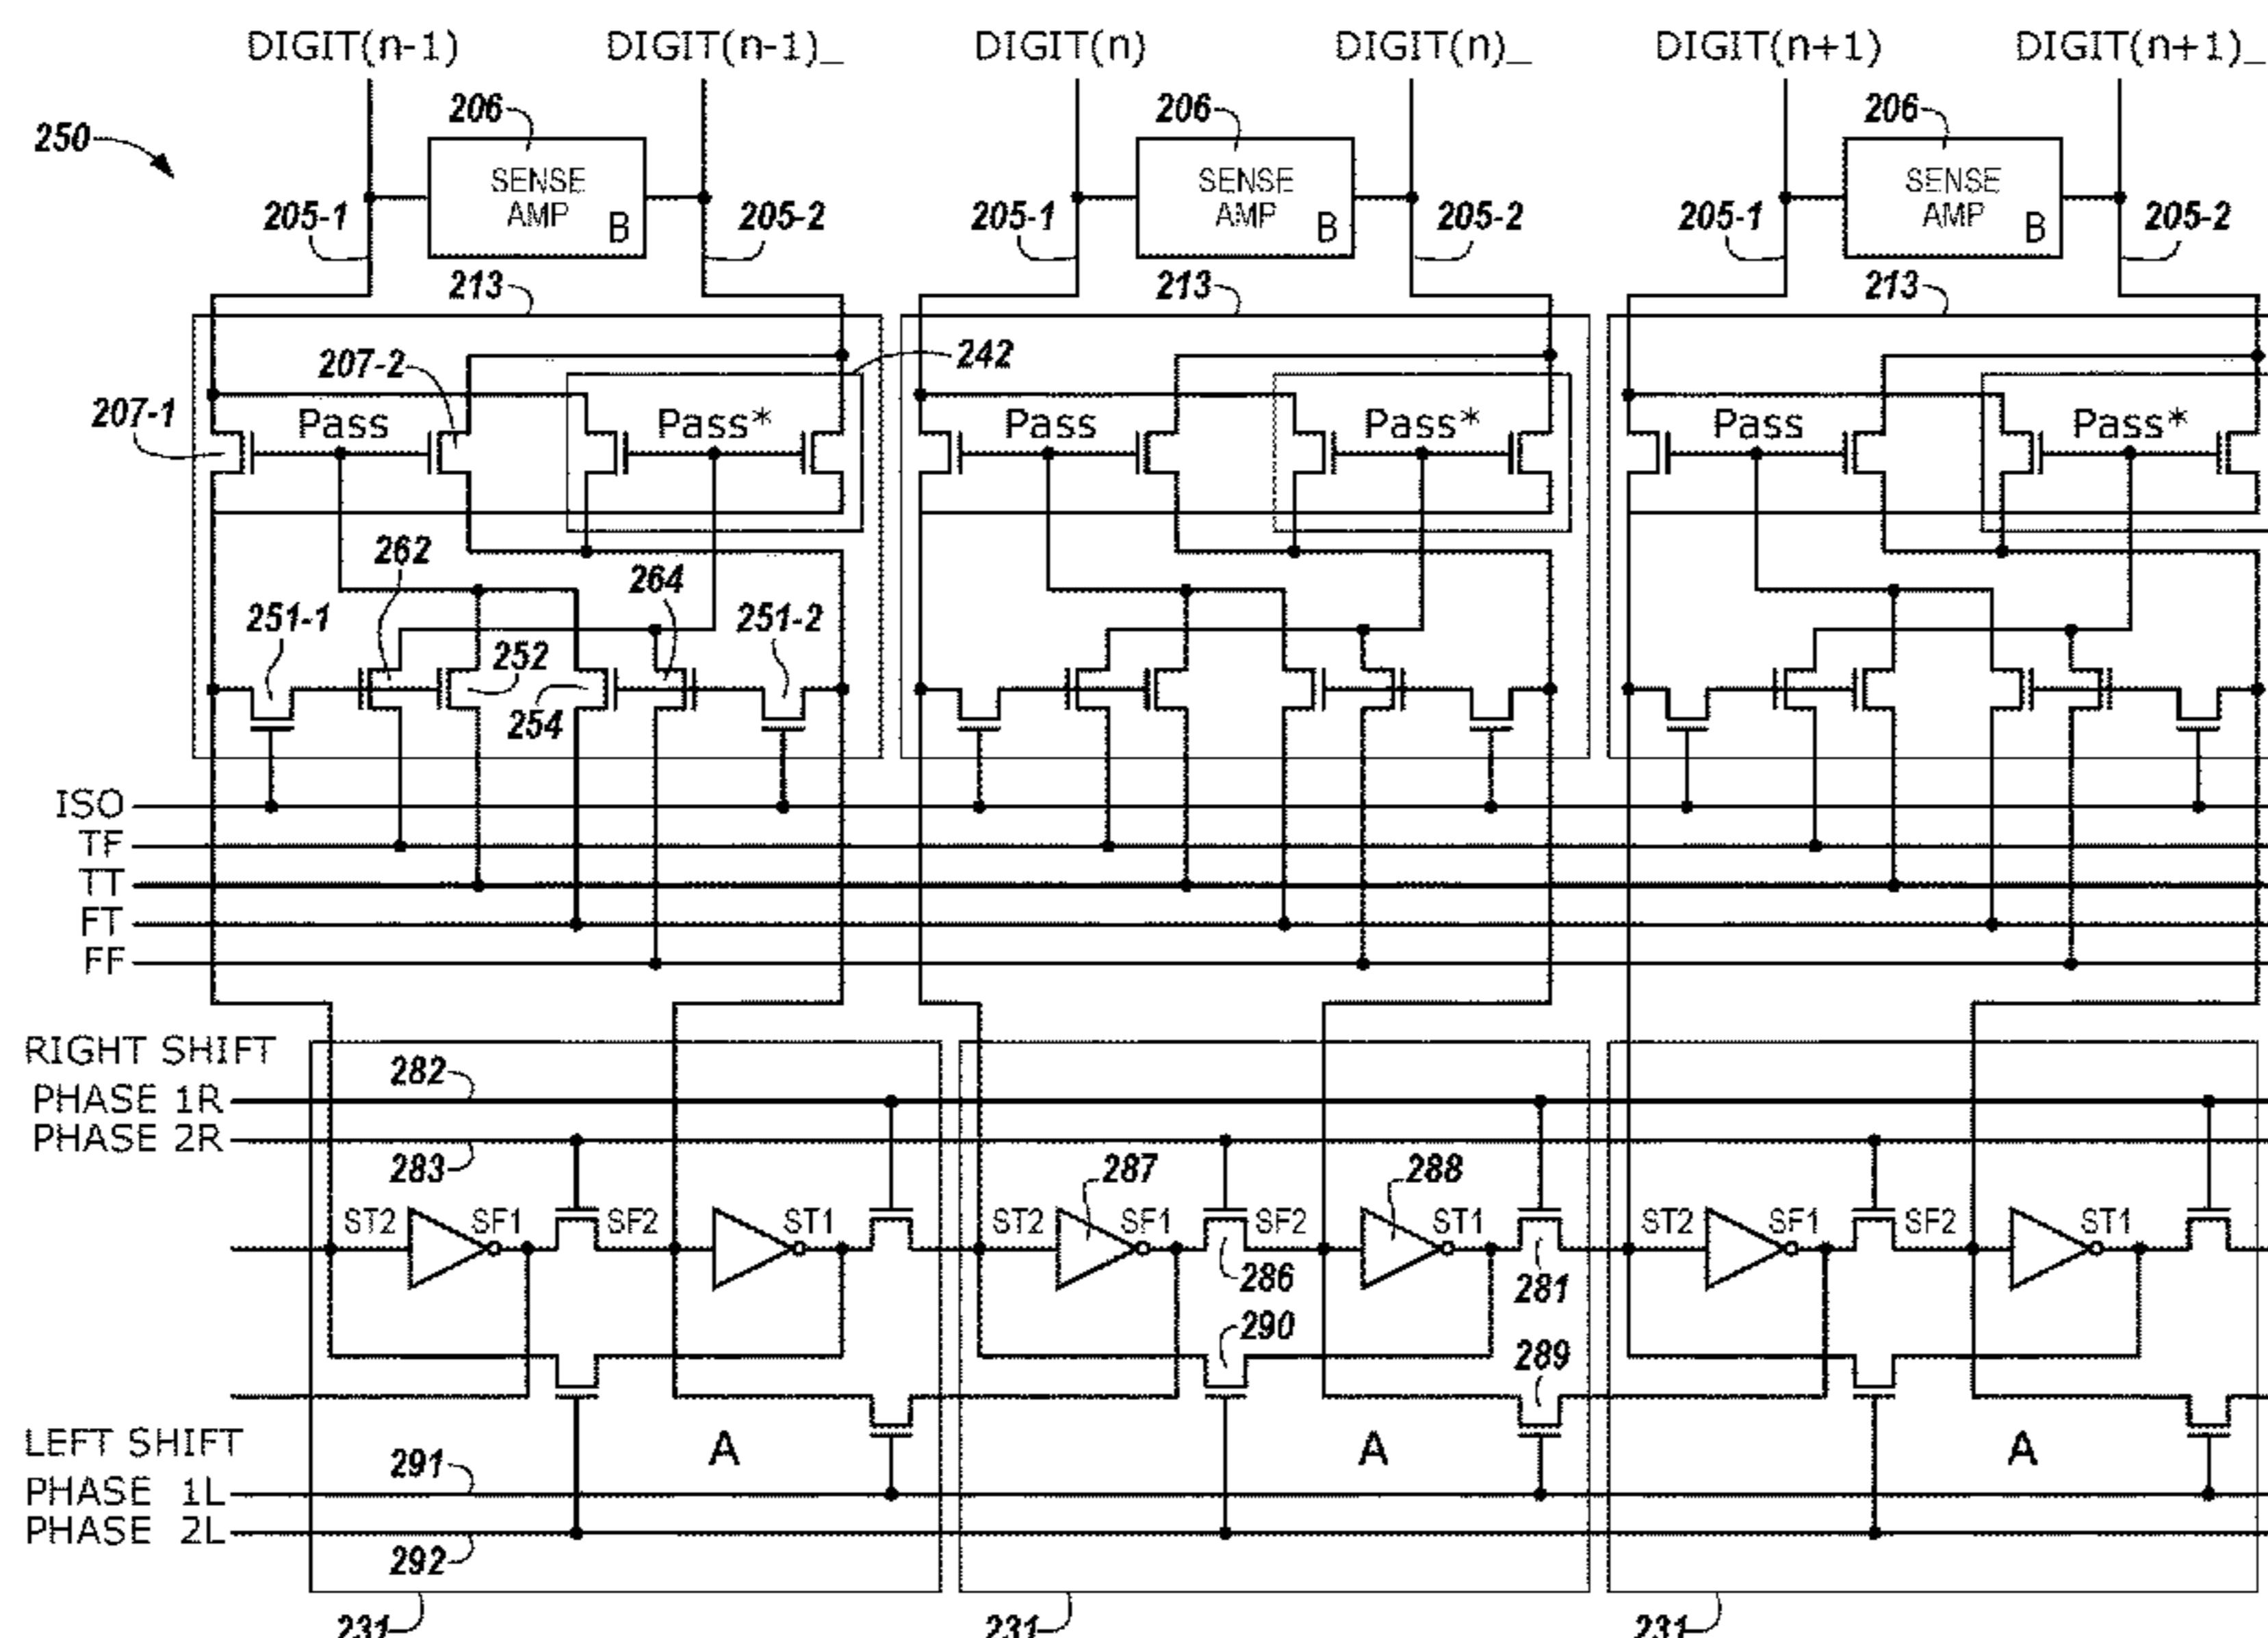 DIGIT(n-1) DIGIT(n-1)_ DIGIT(n) DIGIT(n)_ DIGIT(n+1) DIGIT(n+1)_
250 206 206 206
SENSE AMP B SENSE AMP B SENSE AMP B
205-1 205-2 205-1 205-2 205-1 205-2
213 213 213
207-2 242
207-1 Pass Pass* Pass Pass* Pass Pass*
262 264
251-1 252 251-2
254
ISO
TF
TT
FT
FF
RIGHT SHIFT
282
PHASE 1R
PHASE 2R
283 287 288
ST2 SF1 SF2 ST1 ST2 SF1 SF2 ST1 ST2 SF1 SF2 ST1
286 281
290 289
LEFT SHIFT A A A
291
PHASE 1L
PHASE 2L
292
231 231 231